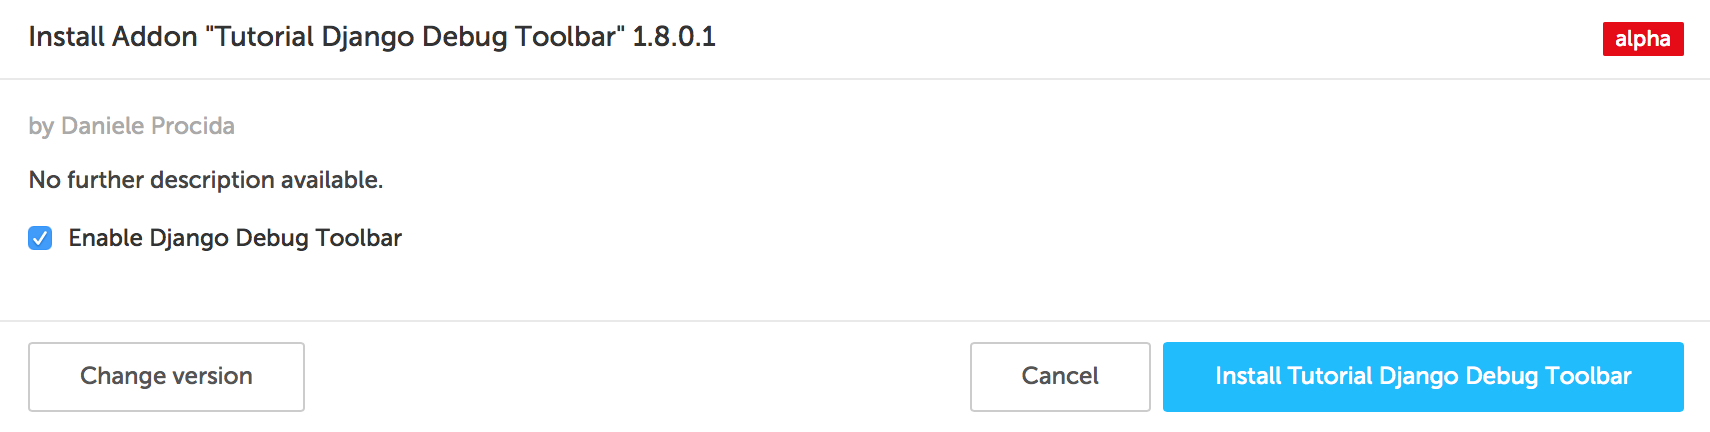 Install Addon "Tutorial Django Debug Toolbar" 1.8.0.1
alpha
by Daniele Procida
No further description available.
Enable Django Debug Toolbar
Change version
Cancel
Install Tutorial Django Debug Toolbar